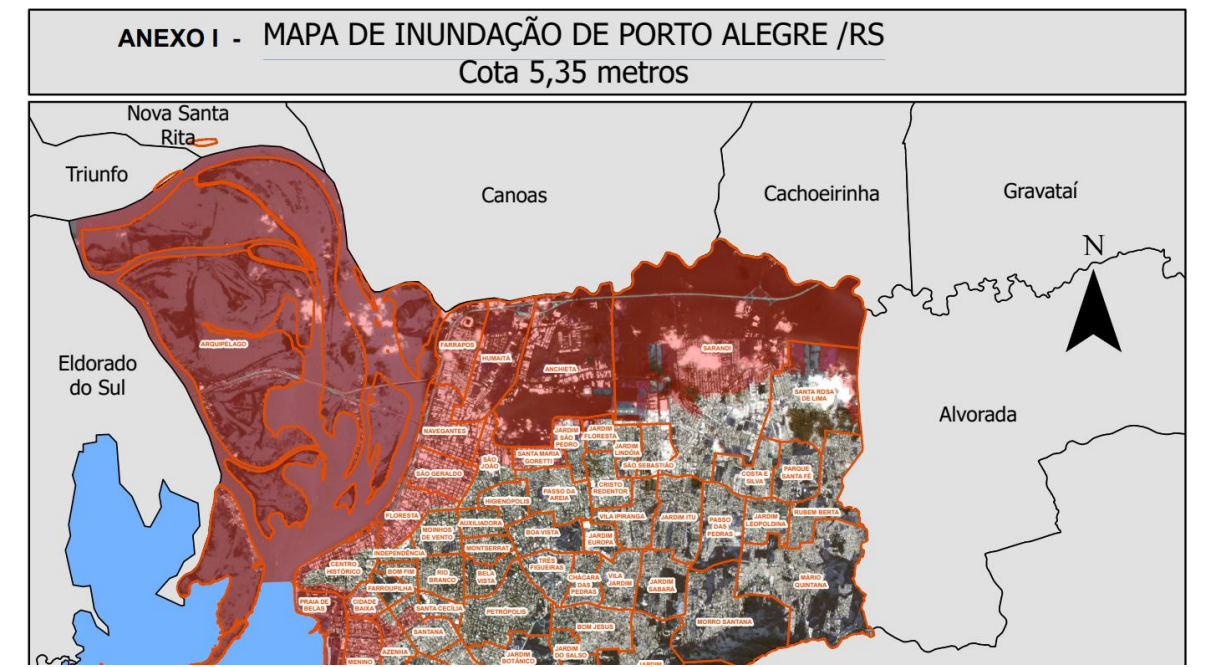 ANEXO I - MAPA DE INUNDAÇÃO DE PORTO ALEGRE /RS
Cota 5,35 metros
Nova Santa
Rita
Triunfo
Canoas
Cachoeirinha
Gravataí
N
Eldorado
do Sul
Alvorada
ARQUIPÉLAGO
FARRAPOS
HUMAITÁ
ANCHIETA
SARANDI
SANTA ROSA
DE LIMA
NAVEGANTES
JARDIM
SÃO
PEDRO
JARDIM
FLORESTA
JARDIM
LINDÓIA
SÃO GERALDO
SÃO
JOÃO
SANTA MARIA
GORETTI
SÃO SEBASTIÃO
COSTA E
SILVA
PARQUE
SANTA FÉ
HIGIENÓPOLIS
PASSO DA
AREIA
CRISTO
REDENTOR
FLORESTA
MOINHOS
DE VENTO
AUXILIADORA
BOA VISTA
VILA IPIRANGA
JARDIM
EUROPA
JARDIM ITU
PASSO
DAS
PEDRAS
JARDIM
LEOPOLDINA
RUBEM BERTA
INDEPENDÊNCIA
MONTSERRAT
CENTRO
HISTÓRICO
BOM FIM
FARROUPILHA
RIO
BRANCO
BELA
VISTA
TRÊS
FIGUEIRAS
CHÁCARA
DAS
PEDRAS
VILA
JARDIM
JARDIM
SABARÁ
MÁRIO
QUINTANA
PRAIA DE
BELAS
CIDADE
BAIXA
SANTA CECÍLIA
PETRÓPOLIS
BOM JESUS
MORRO SANTANA
SANTANA
AZENHA
MENINO
JARDIM
BOTÂNICO
JARDIM
DO SALSO
JARDIM